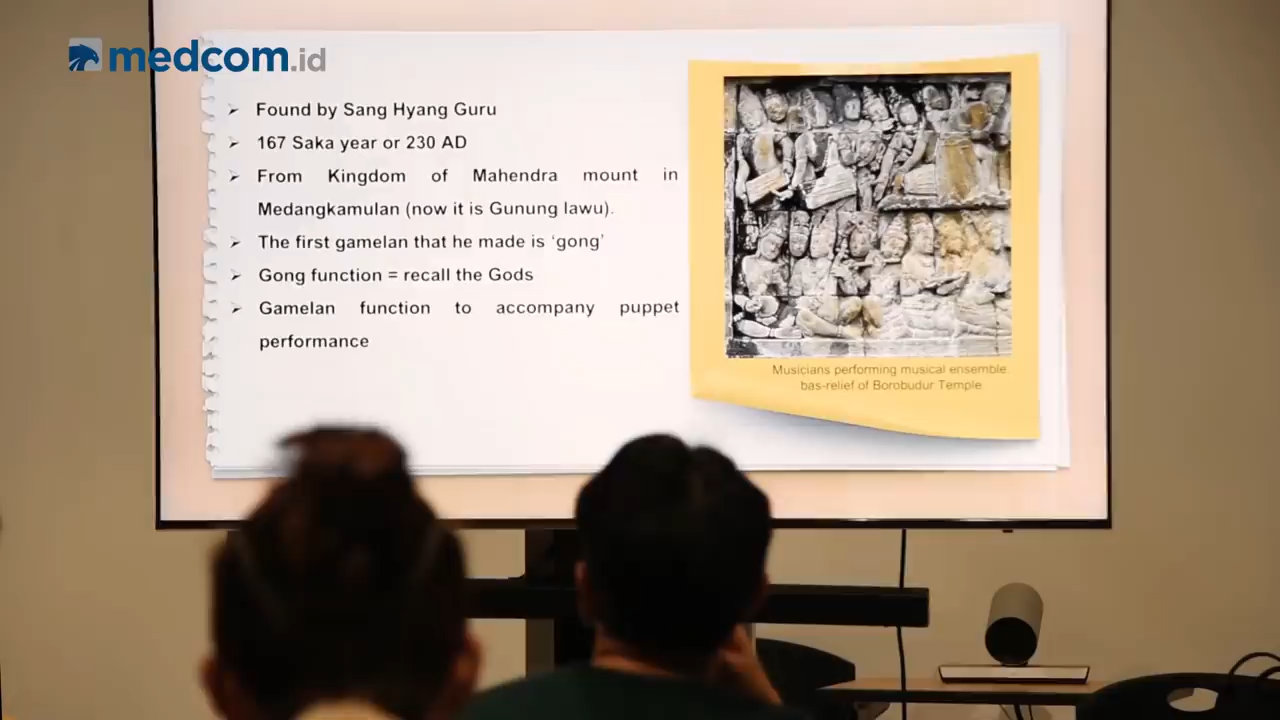 medcom.id
Found by Sang Hyang Guru
167 Saka year or 230 AD
From Kingdom of Mahendra mount in
Medangkamulan (now it is Gunung lawu).
The first gamelan that he made is ‘gong’
Gong function = recall the Gods
Gamelan function to accompany puppet
performance
Musicians performing musical ensemble.
bas-relief of Borobudur Temple